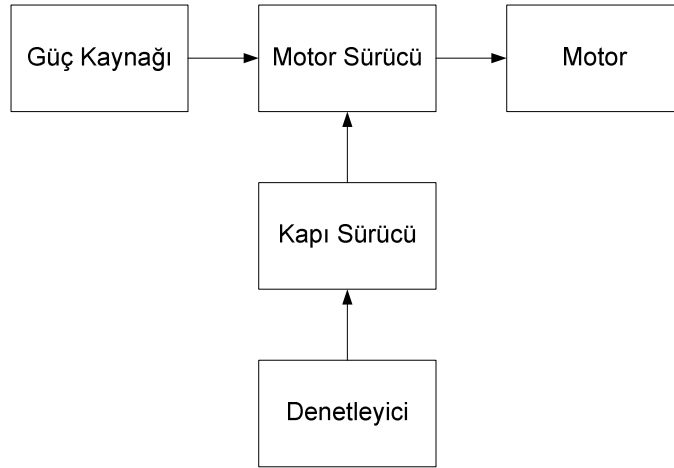 Güç Kaynağı
Motor Sürücü
Motor
Kapı Sürücü
Denetleyici